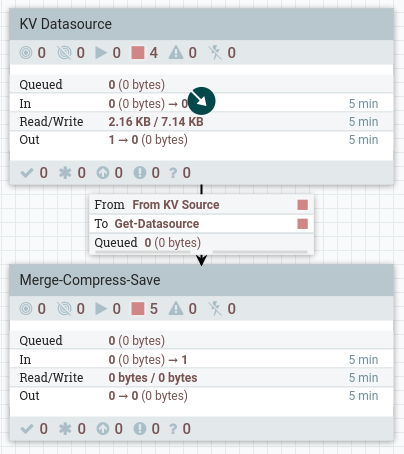 KV Datasource
0 0 0 4 0 0
Queued 0 (0 bytes)
In 0 (0 bytes) → 0 5 min
Read/Write 2.16 KB / 7.14 KB 5 min
Out 1 → 0 (0 bytes) 5 min
0 0 0 0 ? 0
From From KV Source
To Get-Datasource
Queued 0 (0 bytes)
Merge-Compress-Save
0 0 0 5 0 0
Queued 0 (0 bytes)
In 0 (0 bytes) → 1 5 min
Read/Write 0 bytes / 0 bytes 5 min
Out 0 → 0 (0 bytes) 5 min
0 0 0 0 ? 0